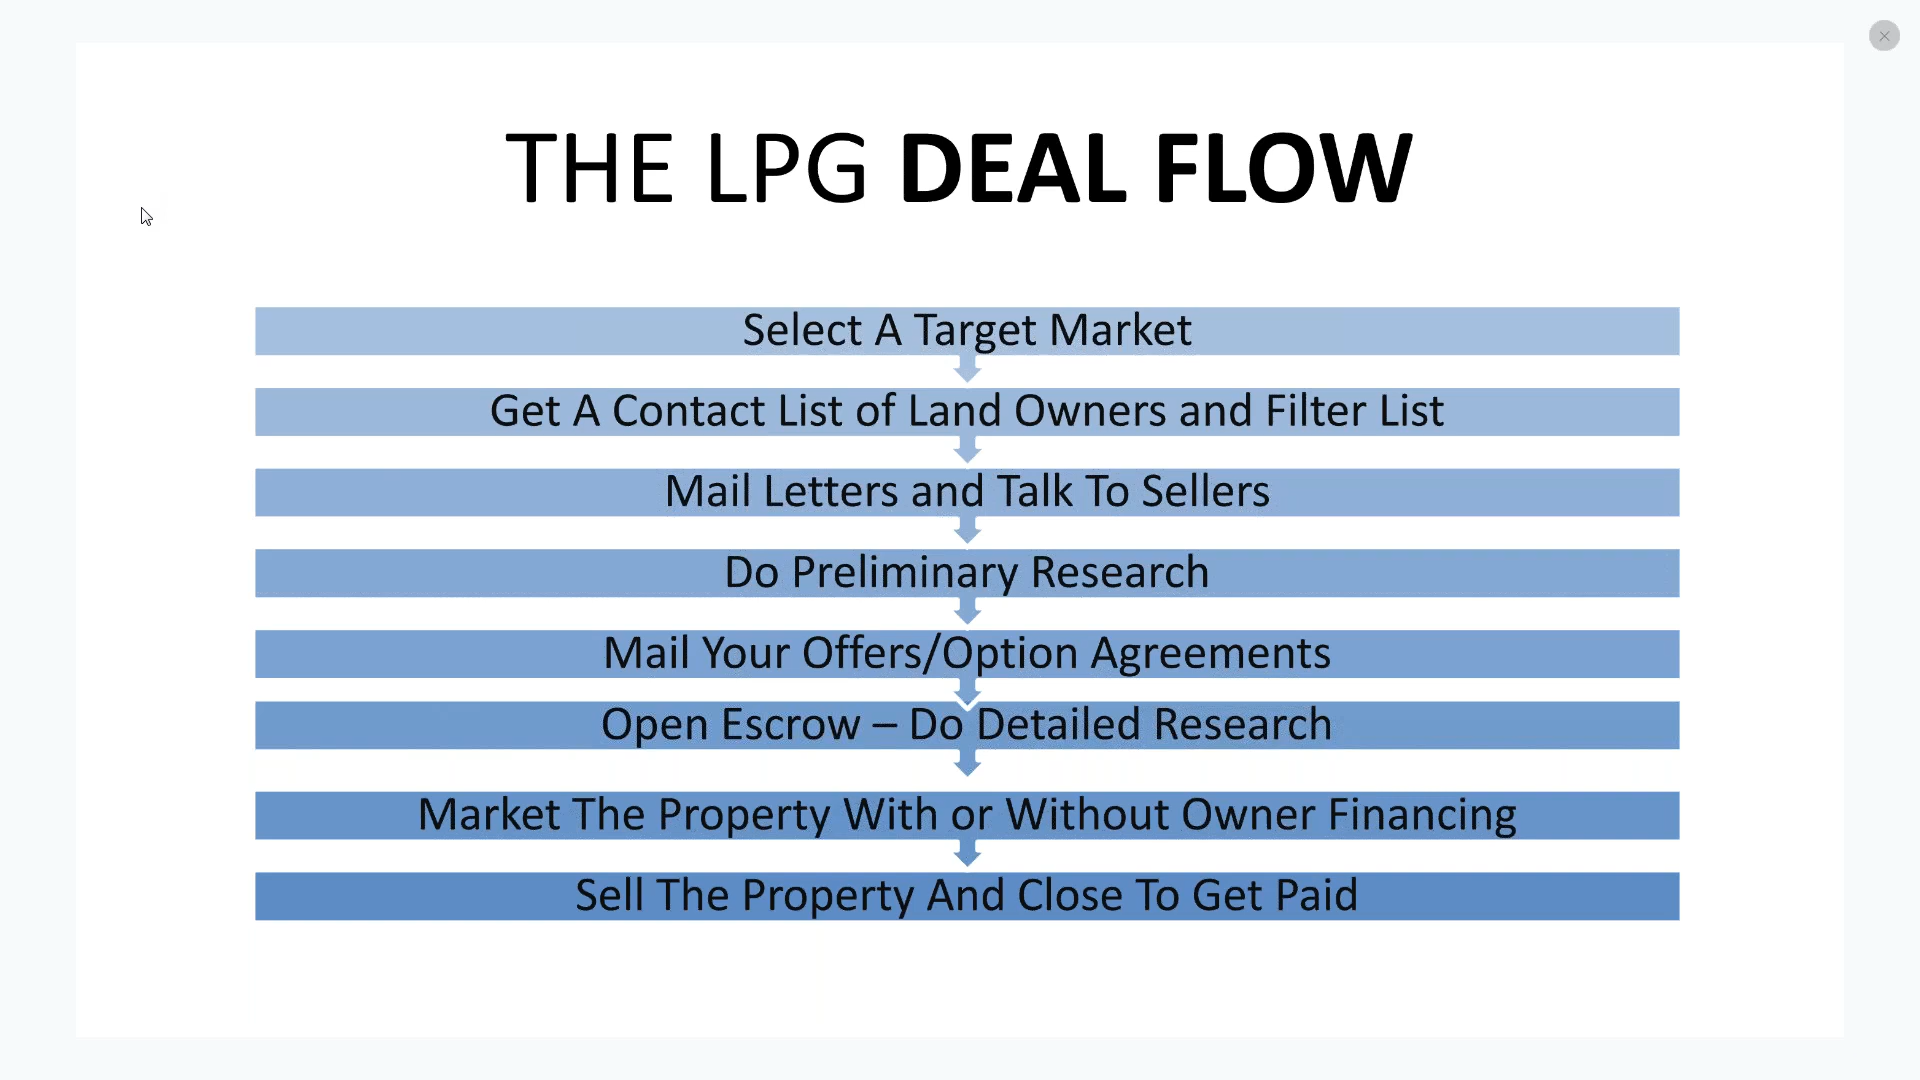 THE LPG DEAL FLOW
Select A Target Market
Get A Contact List of Land Owners and Filter List
Mail Letters and Talk To Sellers
Do Preliminary Research
Mail Your Offers/Option Agreements
Open Escrow – Do Detailed Research
Market The Property With or Without Owner Financing
Sell The Property And Close To Get Paid